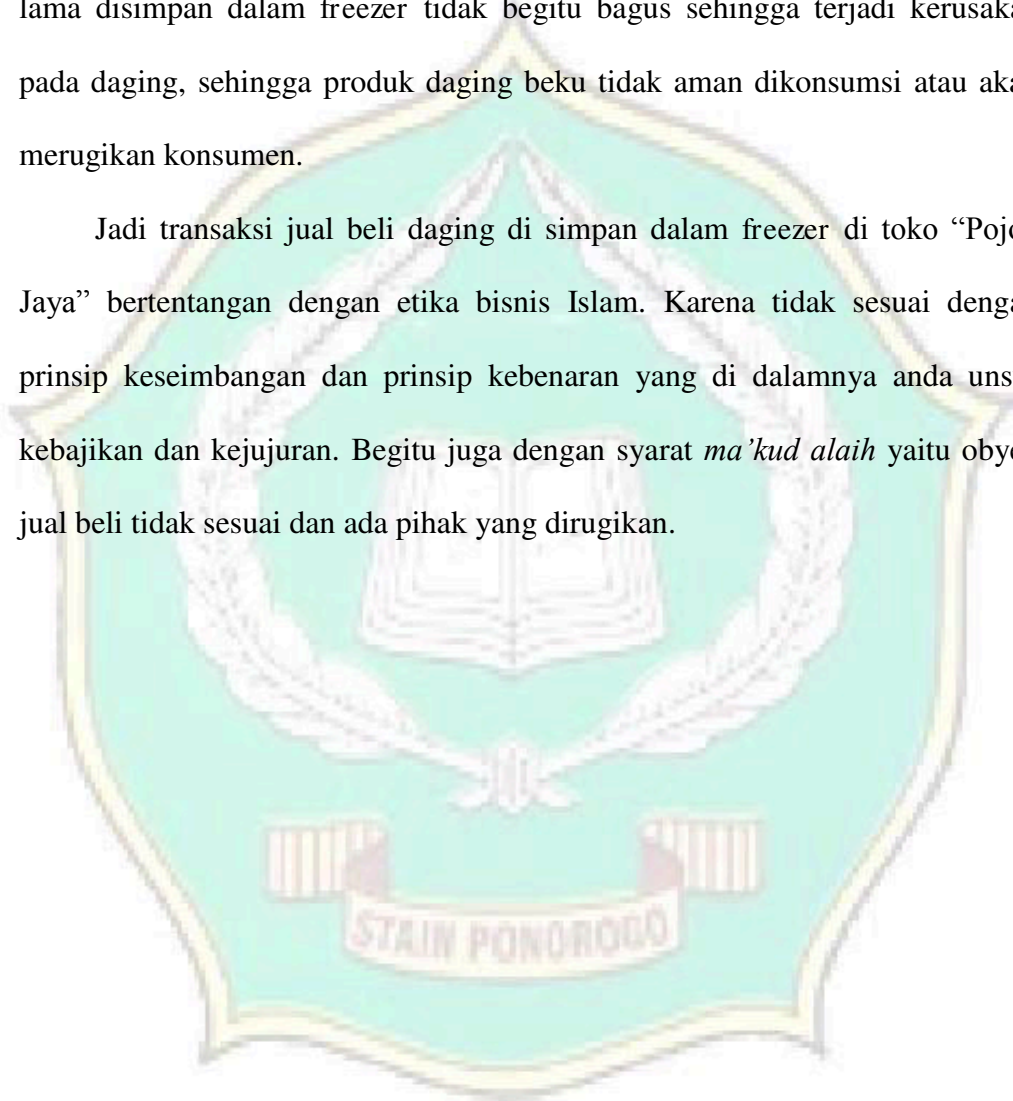 lama disimpan dalam freezer tidak begitu bagus sehingga terjadi kerusaka
pada daging, sehingga produk daging beku tidak aman dikonsumsi atau aka
merugikan konsumen.
Jadi transaksi jual beli daging di simpan dalam freezer di toko “Pojo
Jaya” bertentangan dengan etika bisnis Islam. Karena tidak sesuai denga
prinsip keseimbangan dan prinsip kebenaran yang di dalamnya anda uns
kebajikan dan kejujuran. Begitu juga dengan syarat ma’kud alaih yaitu obye
jual beli tidak sesuai dan ada pihak yang dirugikan.
STAIN PONOROGO